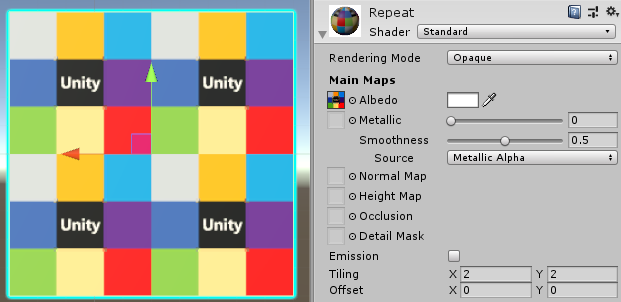 Unity Unity
Unity Unity
Repeat
Shader Standard
Rendering Mode Opaque
Main Maps
Albedo
Metallic 0
Smoothness 0.5
Source Metallic Alpha
Normal Map
Height Map
Occlusion
Detail Mask
Emission
Tiling X 2 Y 2
Offset X 0 Y 0